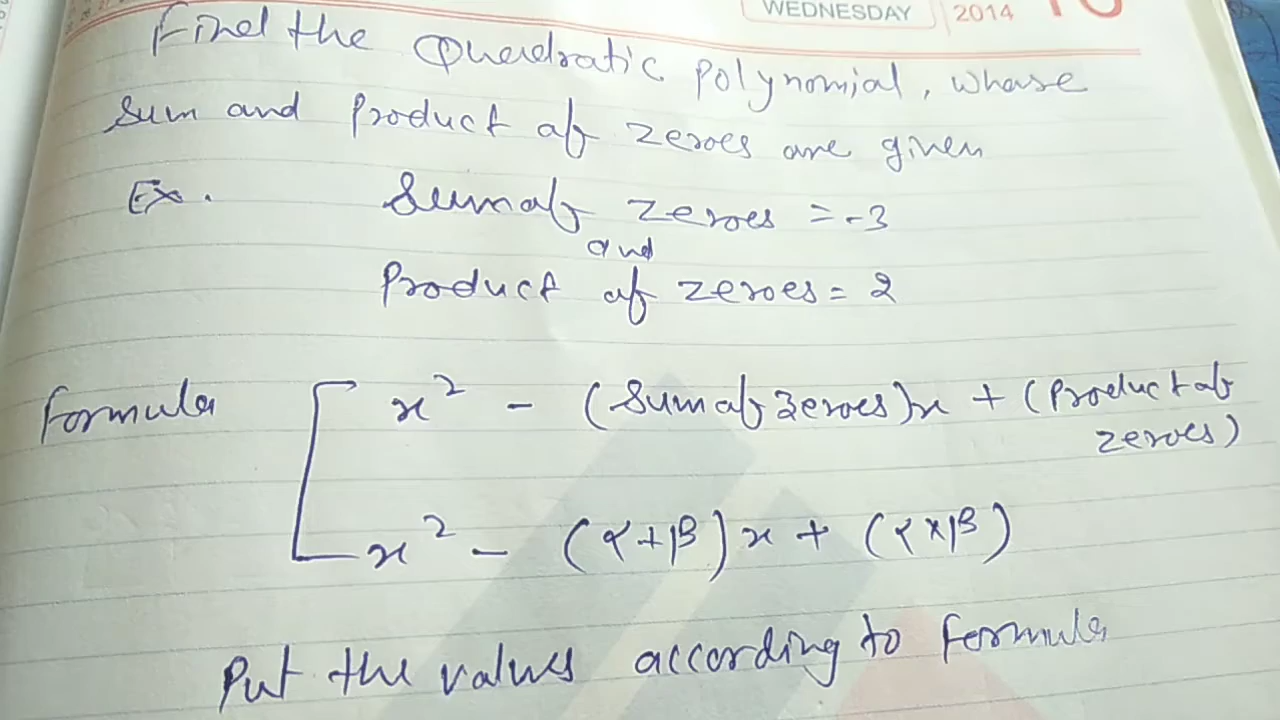 WEDNESDAY 2014
Find the Quadratic polynomial, whose
sum and product of zeroes are given
Ex. Sum of zeroes = -3
and
Product of zeroes = 2
Formula x² - (Sum of zeroes)x + (Product of
zeroes)
x² - (α+β)x + (α×β)
Put the values according to formula